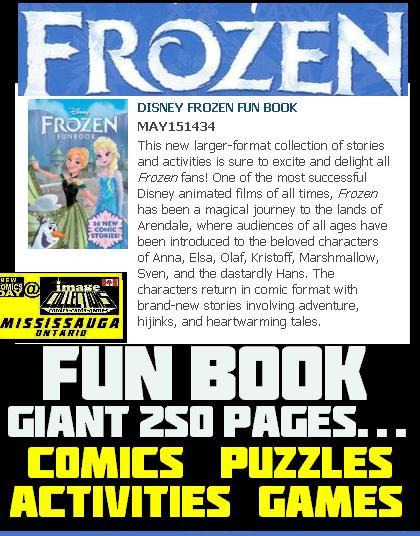 FROZEN
DISNEY FROZEN FUN BOOK
MAY151434
This new larger-format collection of stories
and activities is sure to excite and delight all
Frozen fans! One of the most successful
Disney animated films of all times, Frozen
has been a magical journey to the lands of
Arendale, where audiences of all ages have
been introduced to the beloved characters
of Anna, Elsa, Olaf, Kristoff, Marshmallow,
Sven, and the dastardly Hans. The
characters return in comic format with
brand-new stories involving adventure,
hijinks, and heartwarming tales.
Disney
FROZEN
FUNBOOK
20 NEW
COMIC
STORIES!
NEW
COMICS
DAY @
image
MISSISSAUGA
ONTARIO
FUN BOOK
GIANT 250 PAGES...
COMICS PUZZLES
ACTIVITIES GAMES